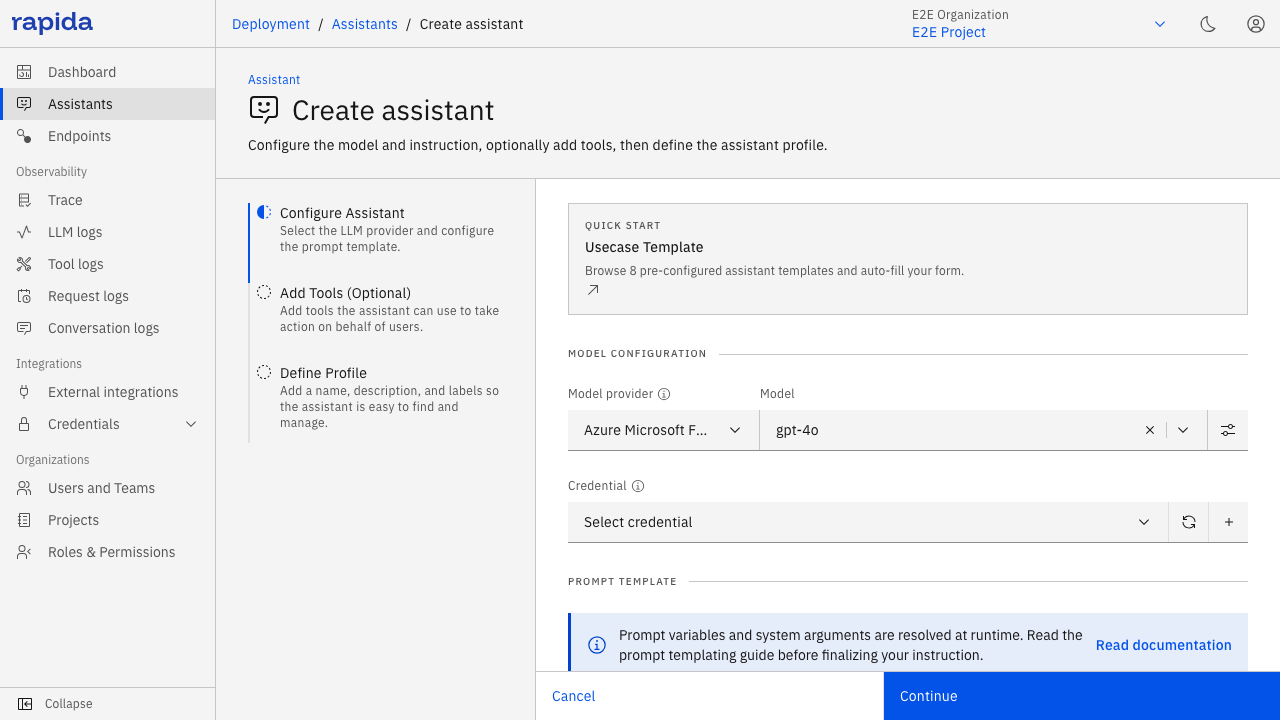 rapida
Deployment / Assistants / Create assistant
E2E Organization
E2E Project
Dashboard
Assistants
Endpoints
Observability
Trace
LLM logs
Tool logs
Request logs
Conversation logs
Integrations
External integrations
Credentials
Organizations
Users and Teams
Projects
Roles & Permissions
Collapse
Assistant
Create assistant
Configure the model and instruction, optionally add tools, then define the assistant profile.
Configure Assistant
Select the LLM provider and configure
the prompt template.
Add Tools (Optional)
Add tools the assistant can use to take
action on behalf of users.
Define Profile
Add a name, description, and labels so
the assistant is easy to find and
manage.
QUICK START
Usecase Template
Browse 8 pre-configured assistant templates and auto-fill your form.
MODEL CONFIGURATION
Model provider Model
Azure Microsoft F... gpt-4o
Credential
Select credential
PROMPT TEMPLATE
Prompt variables and system arguments are resolved at runtime. Read the
prompt templating guide before finalizing your instruction.
Read documentation
Cancel
Continue